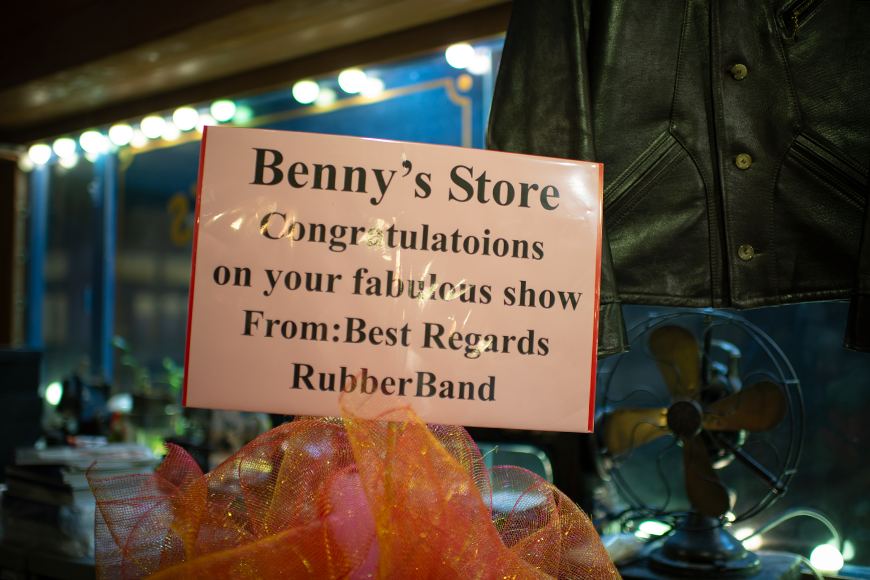 Benny's Store
Congratulatoions
on your fabulous show
From:Best Regards
RubberBand